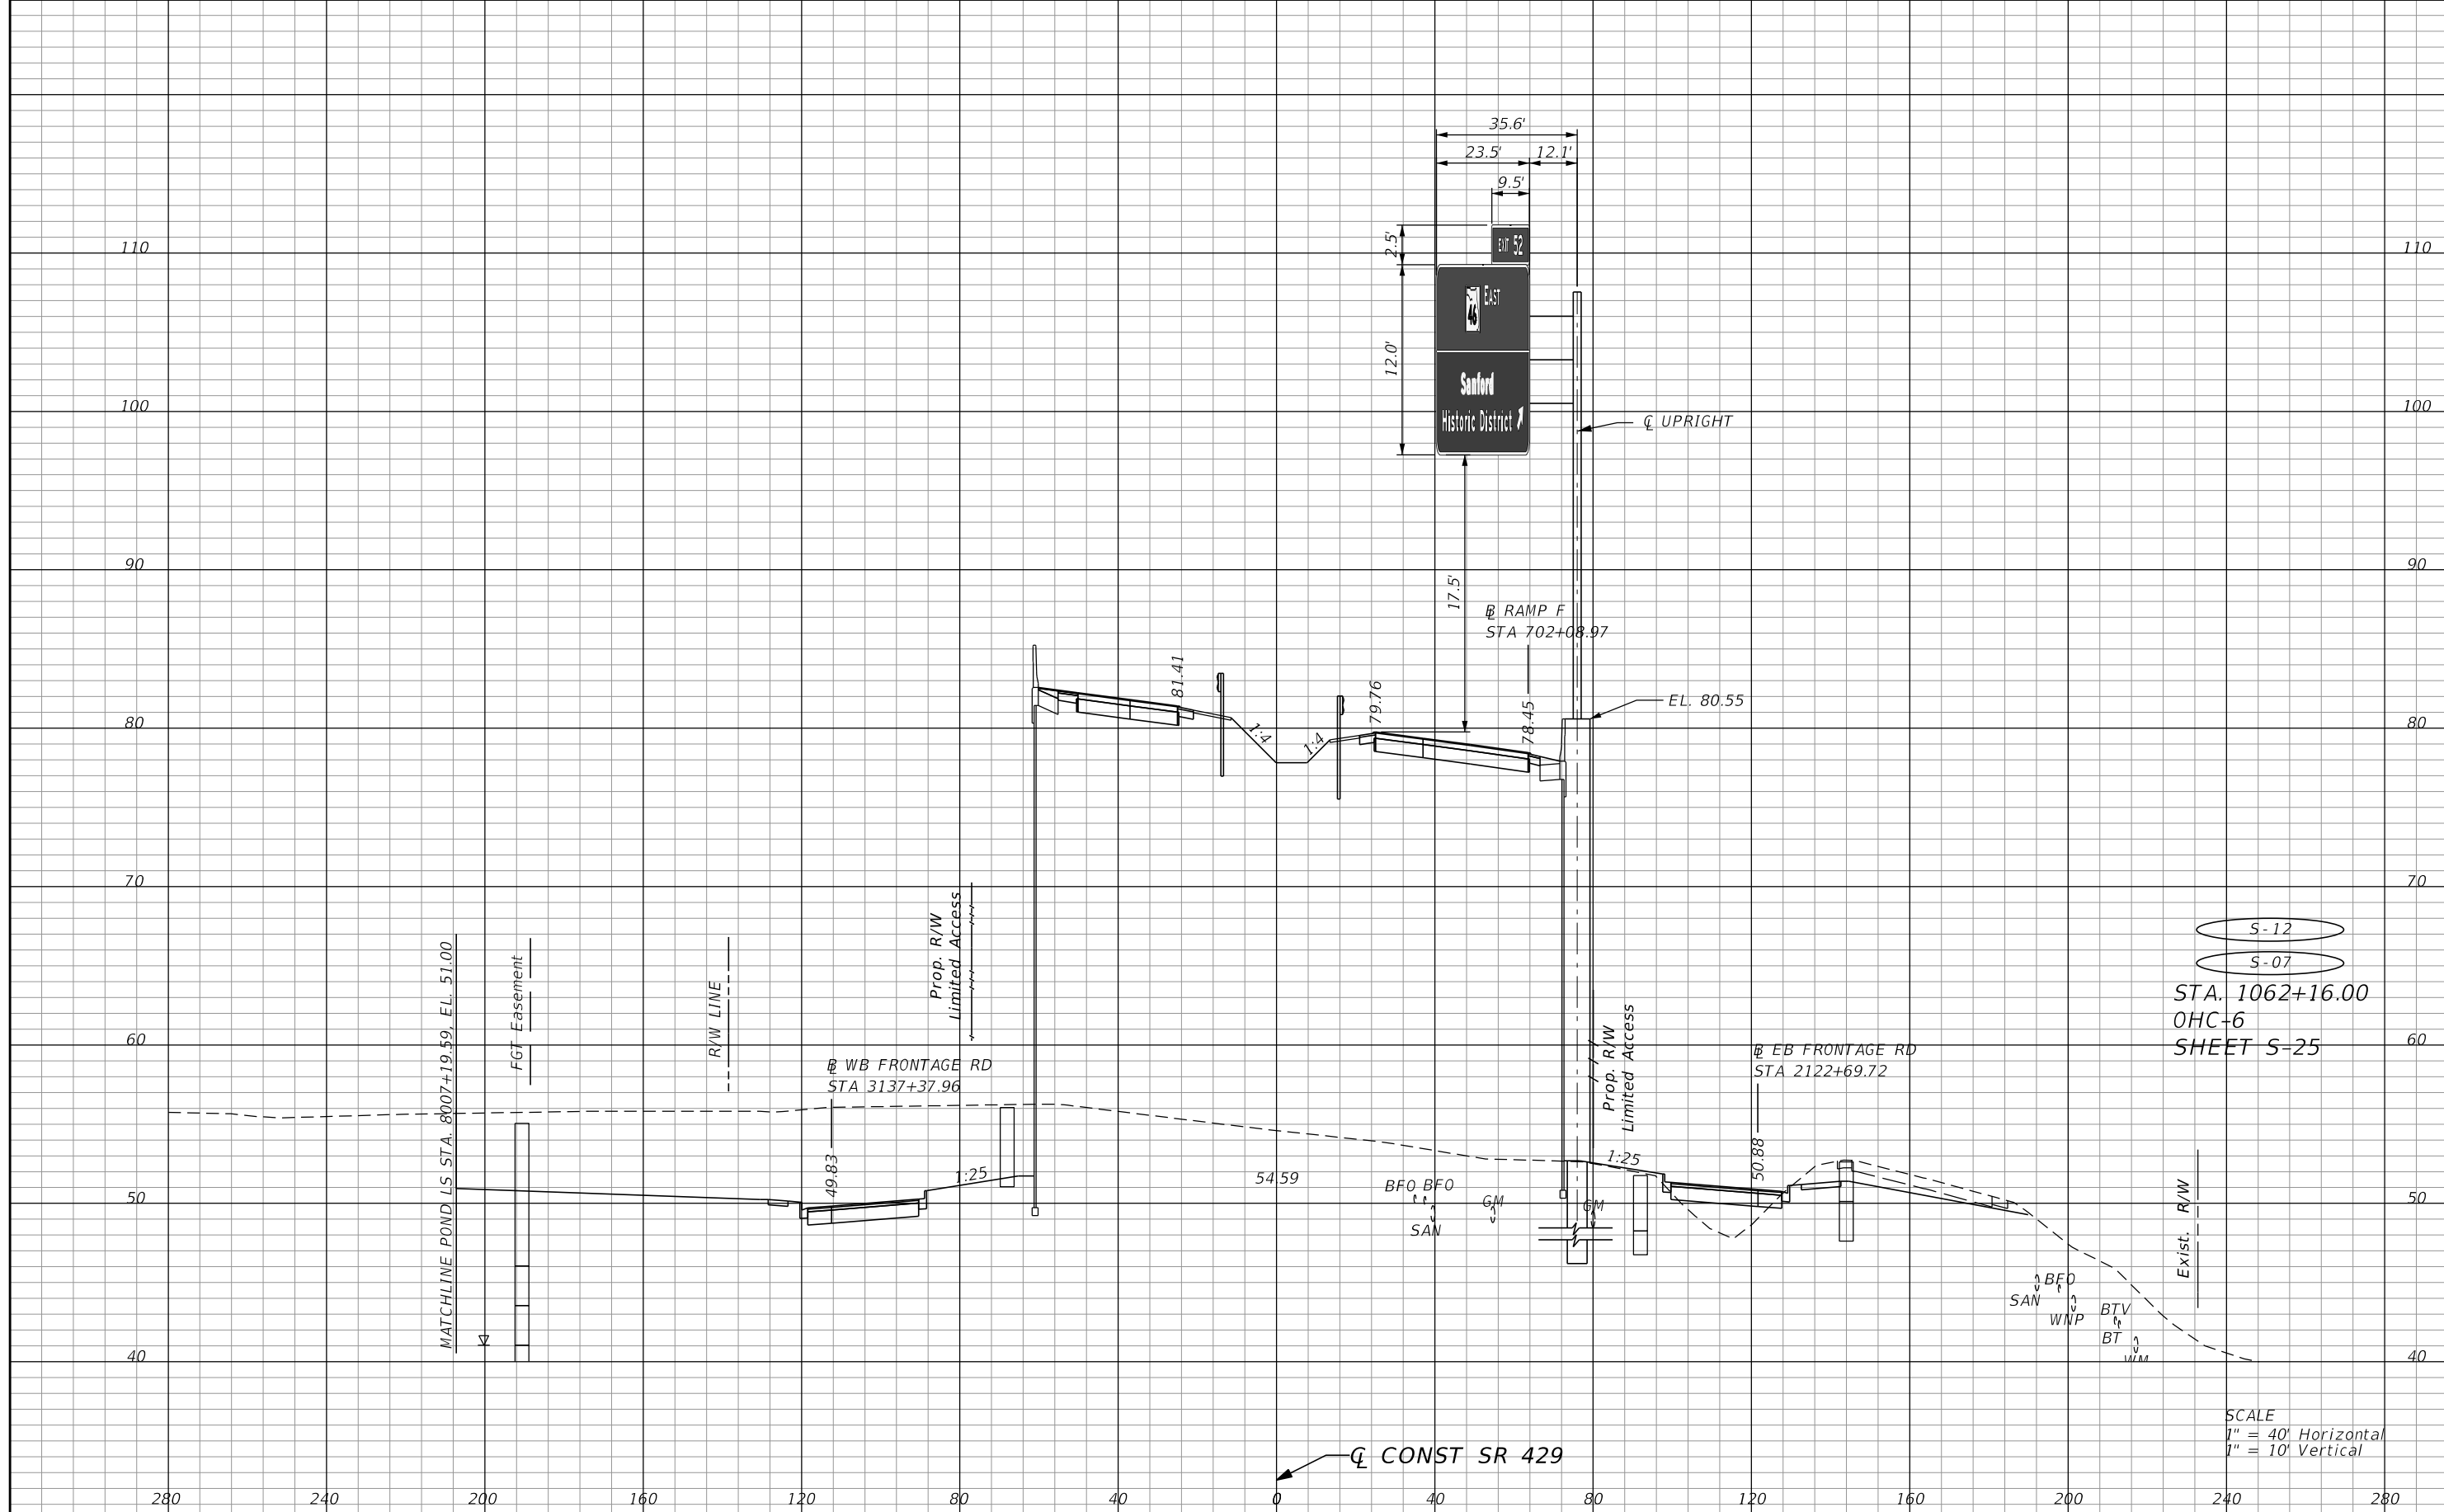 35.6'
23.5'
12.1'
9.5'
2.5'
EXIT 52
110
110
12.0'
46
EAST
Sanford
Historic District
100
100
℄ UPRIGHT
90
90
17.5'
℄ RAMP F
STA 702+08.97
81.41
79.76
78.45
EL. 80.55
80
80
1:4
1:4
70
70
MATCHLINE POND LS STA. 8007+19.59, EL. 51.00
FGT Easement
R/W LINE
Prop. R/W
Limited Access
S-12
S-07
STA. 1062+16.00
OHC-6
SHEET S-25
60
60
Prop. R/W
Limited Access
B WB FRONTAGE RD
STA 3137+37.96
B EB FRONTAGE RD
STA 2122+69.72
49.83
1:25
54.59
1:25
50.88
50
50
BFO BFO
SAN
GM
GM
Exist. R/W
BFO
SAN
WNP
BTV
BT
WM
40
40
SCALE
1" = 40' Horizontal
1" = 10' Vertical
℄ CONST SR 429
280 240 200 160 120 80 40 0 40 80 120 160 200 240 280